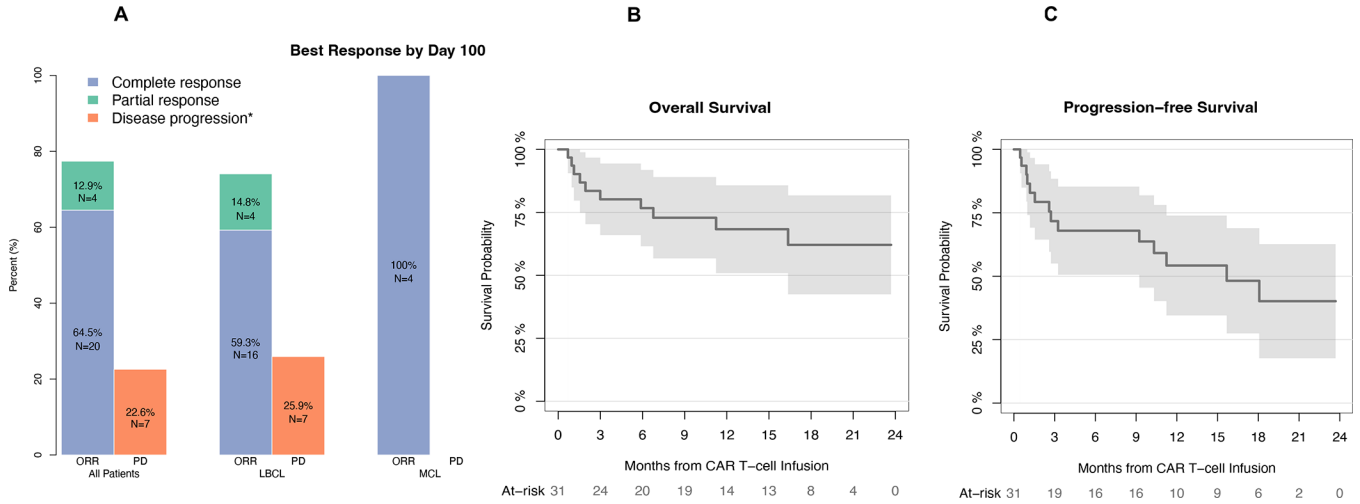 A
Best Response by Day 100
Complete response
Partial response
Disease progression*
Percent (%)
100
80
60
40
20
0
12.9%
N=4
64.5%
N=20
22.6%
N=7
14.8%
N=4
59.3%
N=16
25.9%
N=7
100%
N=4
ORR PD ORR PD ORR PD
All Patients LBCL MCL
B
Overall Survival
Survival Probability
100 %
75 %
50 %
25 %
0 %
0 3 6 9 12 15 18 21 24
Months from CAR T-cell Infusion
At-risk 31 24 20 19 14 13 8 4 0
C
Progression-free Survival
Survival Probability
100 %
75 %
50 %
25 %
0 %
0 3 6 9 12 15 18 21 24
Months from CAR T-cell Infusion
At-risk 31 19 16 16 10 9 6 2 0